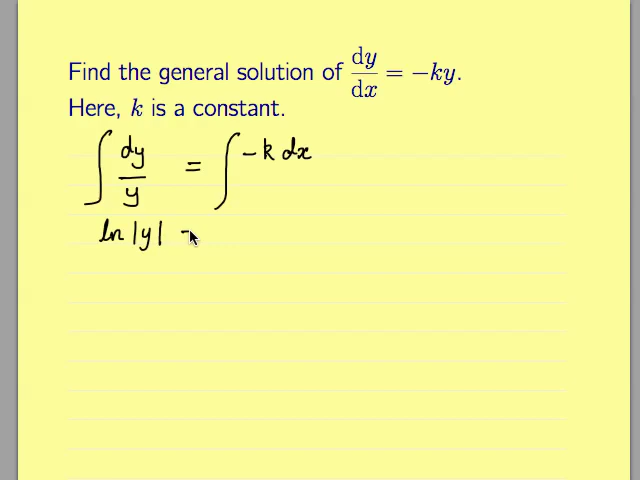 Find the general solution of dy/dx = −ky.
Here, k is a constant.
∫ dy/y = ∫ −k dx
ln |y| =